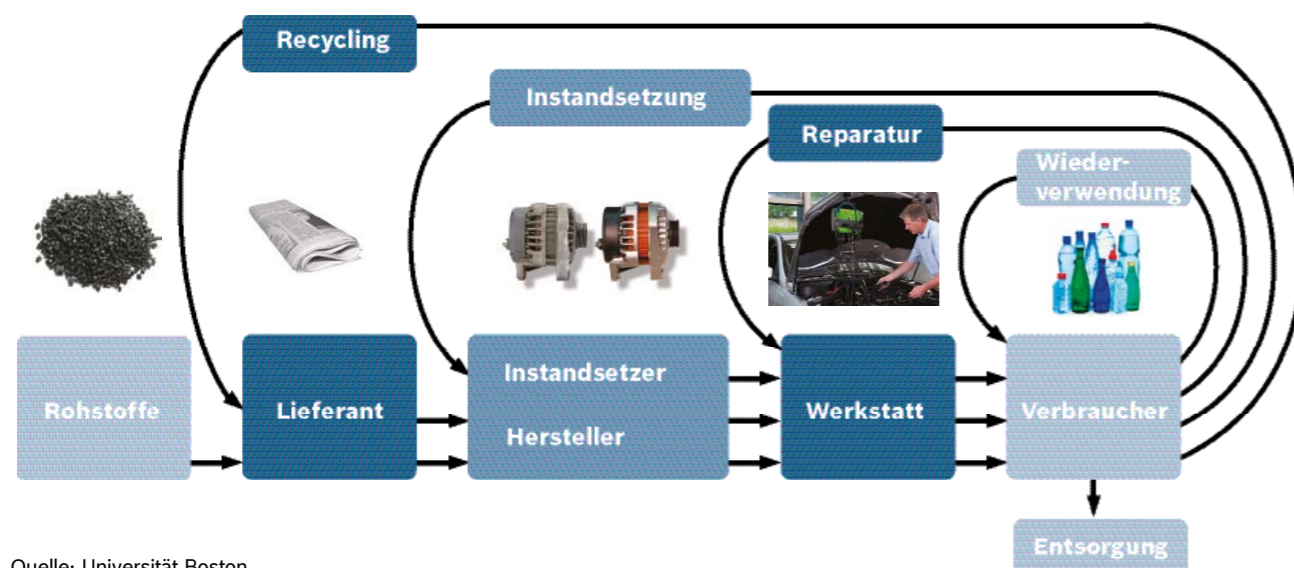 Recycling
Instandsetzung
Reparatur
Wieder-
verwendung
Rohstoffe
Lieferant
Instandsetzer
Hersteller
Werkstatt
Verbraucher
Entsorgung
Quelle: Universität Boston